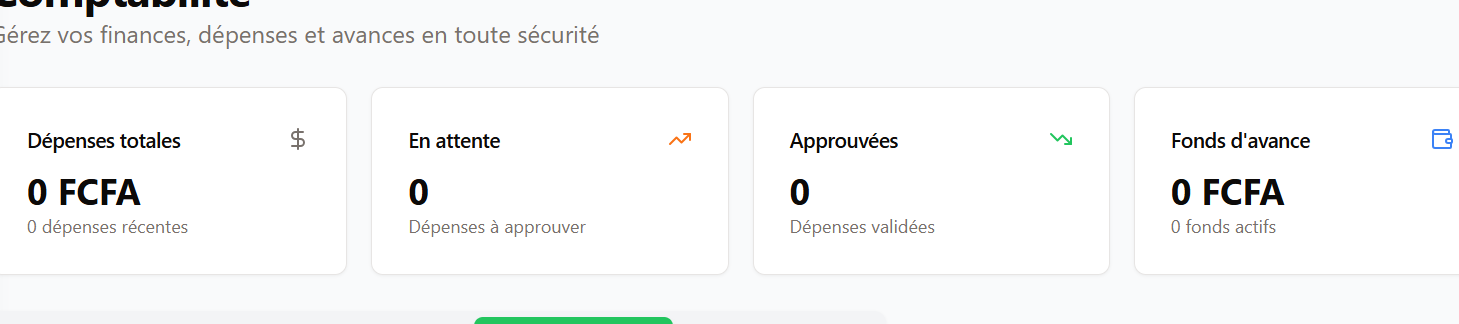 Comptabilité
Gérez vos finances, dépenses et avances en toute sécurité
Dépenses totales
0 FCFA
0 dépenses récentes
En attente
0
Dépenses à approuver
Approuvées
0
Dépenses validées
Fonds d'avance
0 FCFA
0 fonds actifs